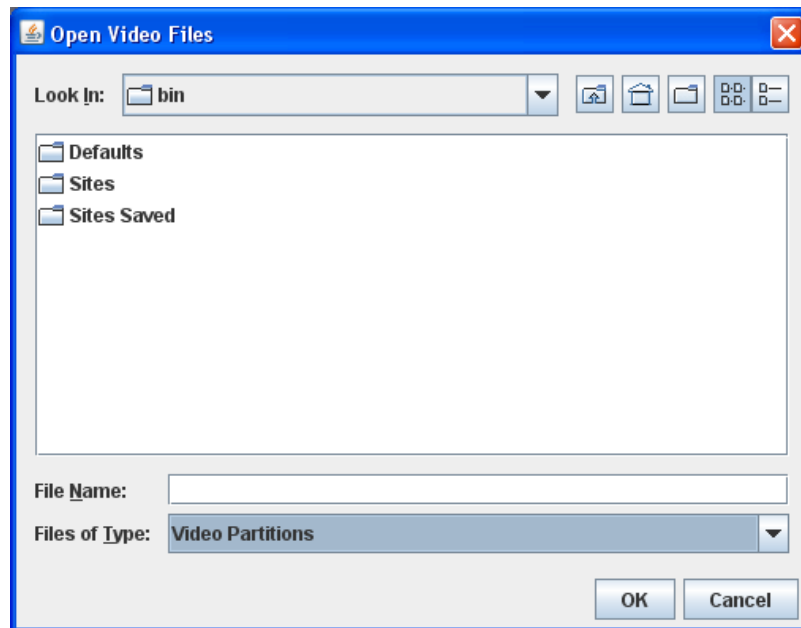 Open Video Files
Look In: bin
Defaults
Sites
Sites Saved
File Name:
Files of Type: Video Partitions
OK Cancel